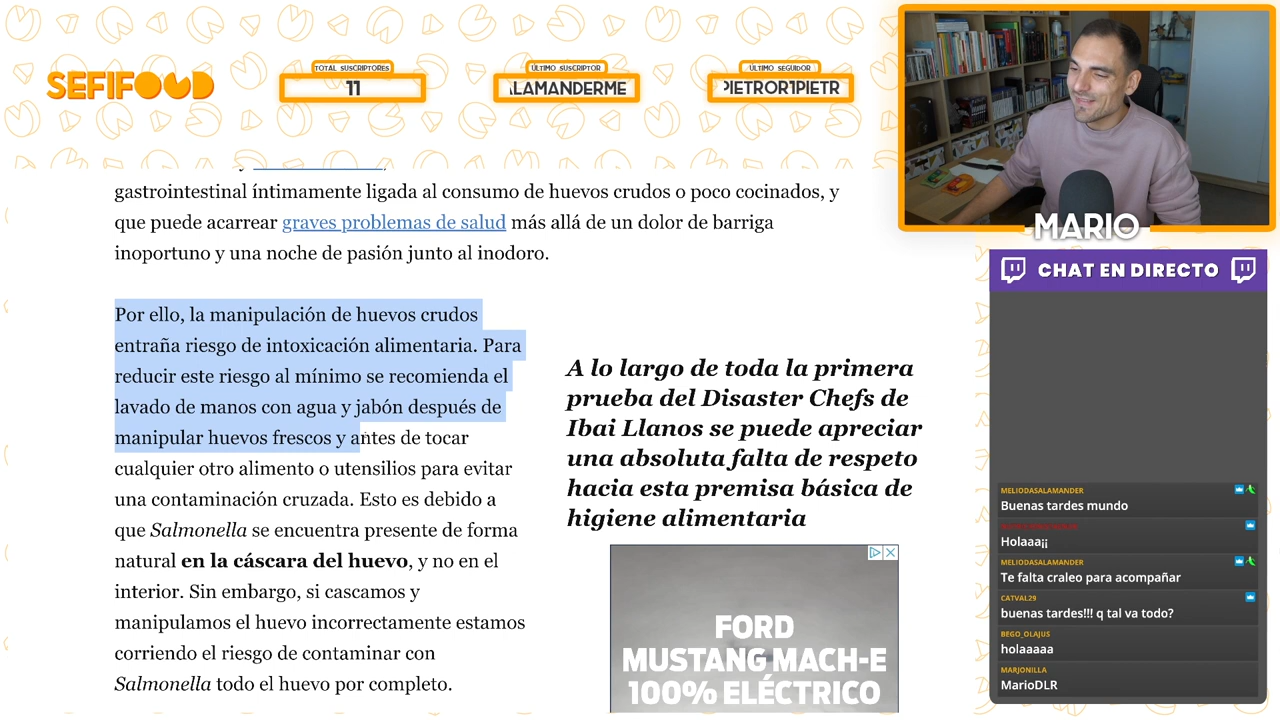 SEFIFOOD
TOTAL SUSCRIPTORES
11
ÚLTIMO SUSCRIPTOR
LAMANDERME
ÚLTIMO SEGUIDOR
PIETROR1PIETR
gastrointestinal íntimamente ligada al consumo de huevos crudos o poco cocinados, y
que puede acarrear graves problemas de salud más allá de un dolor de barriga
inoportuno y una noche de pasión junto al inodoro.
Por ello, la manipulación de huevos crudos
entraña riesgo de intoxicación alimentaria. Para
reducir este riesgo al mínimo se recomienda el
lavado de manos con agua y jabón después de
manipular huevos frescos y antes de tocar
cualquier otro alimento o utensilios para evitar
una contaminación cruzada. Esto es debido a
que Salmonella se encuentra presente de forma
natural en la cáscara del huevo, y no en el
interior. Sin embargo, si cascamos y
manipulamos el huevo incorrectamente estamos
corriendo el riesgo de contaminar con
Salmonella todo el huevo por completo.
A lo largo de toda la primera
prueba del Disaster Chefs de
Ibai Llanos se puede apreciar
una absoluta falta de respeto
hacia esta premisa básica de
higiene alimentaria
FORD
MUSTANG MACH-E
100% ELÉCTRICO
MARIO
CHAT EN DIRECTO
MELIODASALAMANDER
Buenas tardes mundo
Holaaa¡¡
MELIODASALAMANDER
Te falta craleo para acompañar
CATVAL29
buenas tardes!!! q tal va todo?
BEGO_OLAJUS
holaaaaa
MARJONILLA
MarioDLR